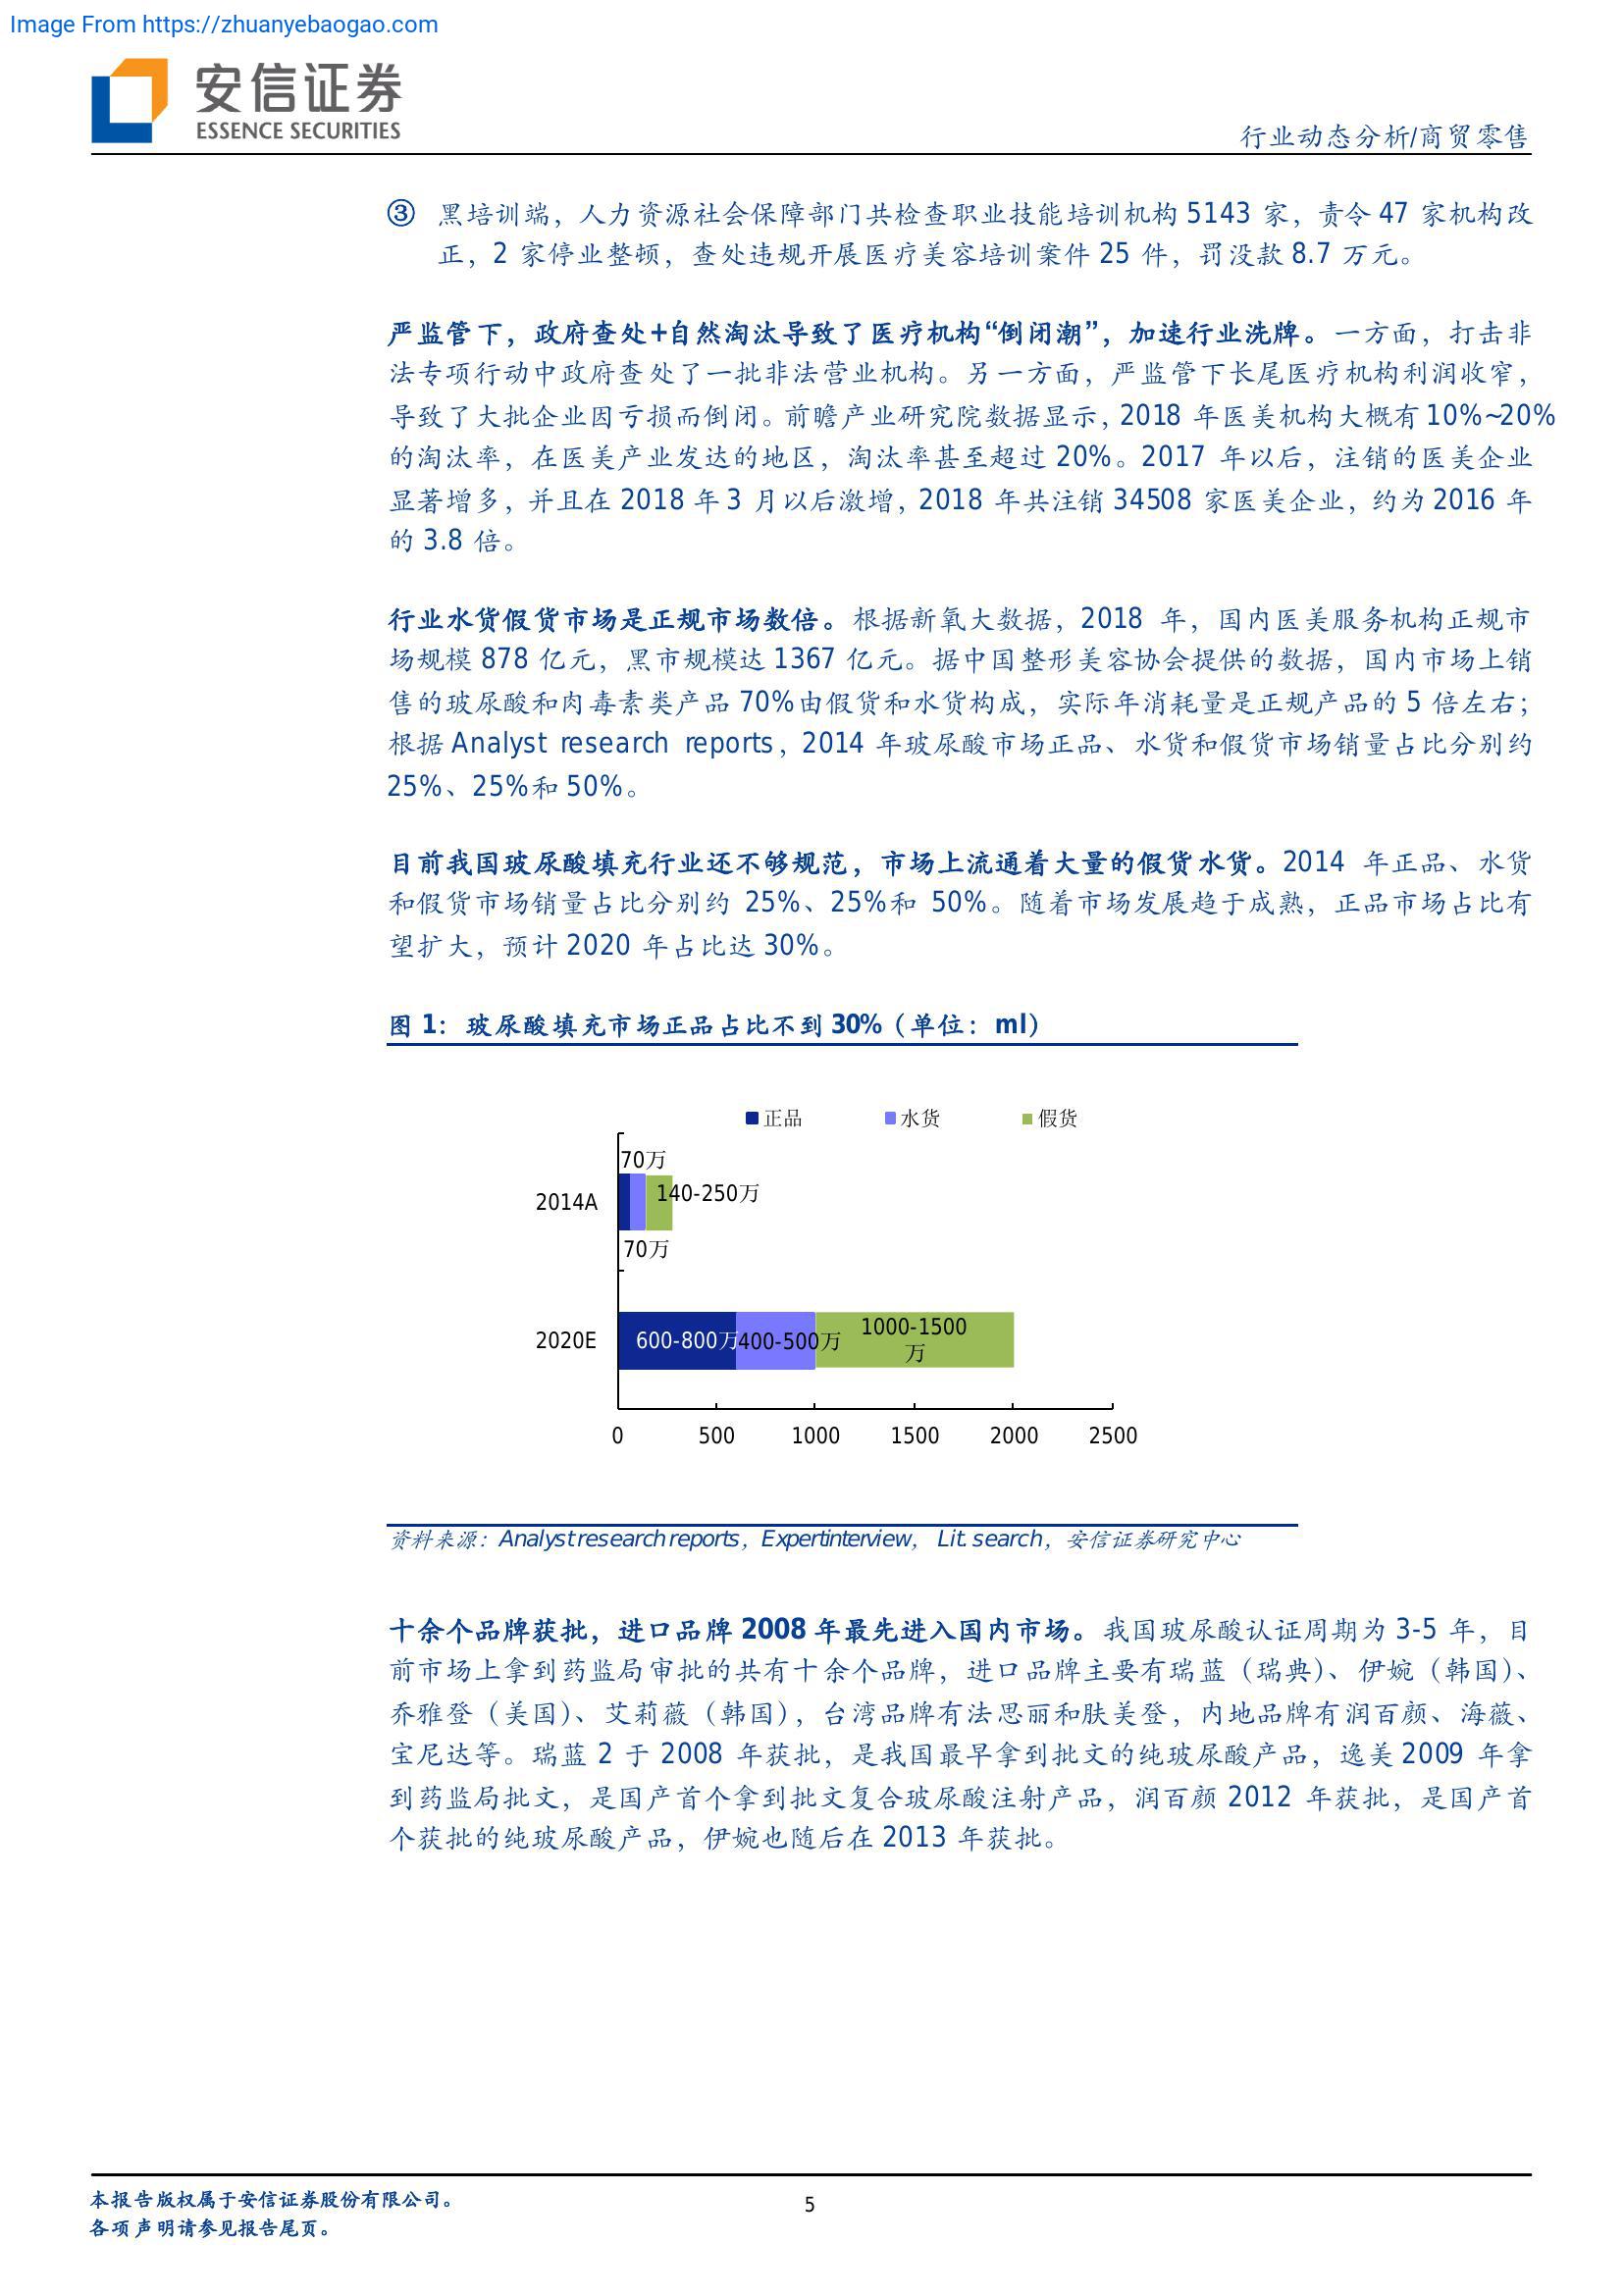 Image From https://zhuanyebaogao.com
安信证券
ESSENCE SECURITIES
行业动态分析/商贸零售
③ 黑培训端，人力资源社会保障部门共检查职业技能培训机构 5143 家，责令 47 家机构改
正，2 家停业整顿，查处违规开展医疗美容培训案件 25 件，罚没款 8.7 万元。
严监管下，政府查处+自然淘汰导致了医疗机构“倒闭潮”，加速行业洗牌。一方面，打击非
法专项行动中政府查处了一批非法营业机构。另一方面，严监管下长尾医疗机构利润收窄，
导致了大批企业因亏损而倒闭。前瞻产业研究院数据显示，2018 年医美机构大概有 10%~20%
的淘汰率，在医美产业发达的地区，淘汰率甚至超过 20%。2017 年以后，注销的医美企业
显著增多，并且在 2018 年 3 月以后激增，2018 年共注销 34508 家医美企业，约为 2016 年
的 3.8 倍。
行业水货假货市场是正规市场数倍。根据新氧大数据，2018 年，国内医美服务机构正规市
场规模 878 亿元，黑市规模达 1367 亿元。据中国整形美容协会提供的数据，国内市场上销
售的玻尿酸和肉毒素类产品 70%由假货和水货构成，实际年消耗量是正规产品的 5 倍左右；
根据 Analyst research reports，2014 年玻尿酸市场正品、水货和假货市场销量占比分别约
25%、25%和 50%。
目前我国玻尿酸填充行业还不够规范，市场上流通着大量的假货水货。2014 年正品、水货
和假货市场销量占比分别约 25%、25%和 50%。随着市场发展趋于成熟，正品市场占比有
望扩大，预计 2020 年占比达 30%。
图 1：玻尿酸填充市场正品占比不到 30%（单位：ml）
正品 水货 假货
70万
2014A 140-250万
70万
2020E 600-800万 400-500万 1000-1500
万
0 500 1000 1500 2000 2500
资料来源：Analyst research reports，Expert interview，Lit. search，安信证券研究中心
十余个品牌获批，进口品牌 2008 年最先进入国内市场。我国玻尿酸认证周期为 3-5 年，目
前市场上拿到药监局审批的共有十余个品牌，进口品牌主要有瑞蓝（瑞典）、伊婉（韩国）、
乔雅登（美国）、艾莉薇（韩国），台湾品牌有法思丽和肤美登，内地品牌有润百颜、海薇、
宝尼达等。瑞蓝 2 于 2008 年获批，是我国最早拿到批文的纯玻尿酸产品，逸美 2009 年拿
到药监局批文，是国产首个拿到批文复合玻尿酸注射产品，润百颜 2012 年获批，是国产首
个获批的纯玻尿酸产品，伊婉也随后在 2013 年获批。
本报告版权属于安信证券股份有限公司。
5
各项声明请参见报告尾页。